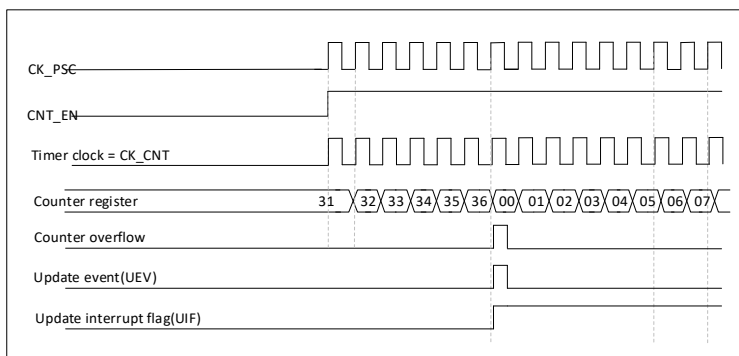 CK_PSC
CNT_EN
Timer clock = CK_CNT
Counter register 31 32 33 34 35 36 00 01 02 03 04 05 06 07
Counter overflow
Update event(UEV)
Update interrupt flag(UIF)